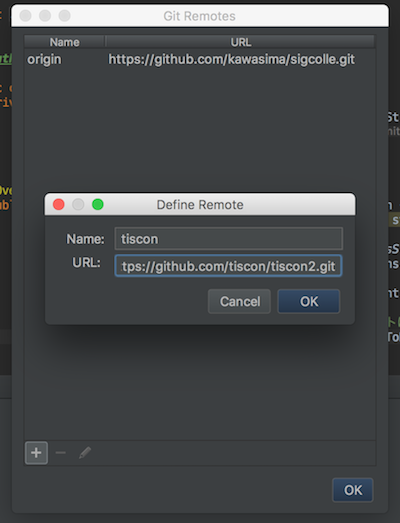 Git Remotes
Name URL
origin https://github.com/kawasima/sigcolle.git
Define Remote
Name: tiscon
URL: tps://github.com/tiscon/tiscon2.git
Cancel OK
OK